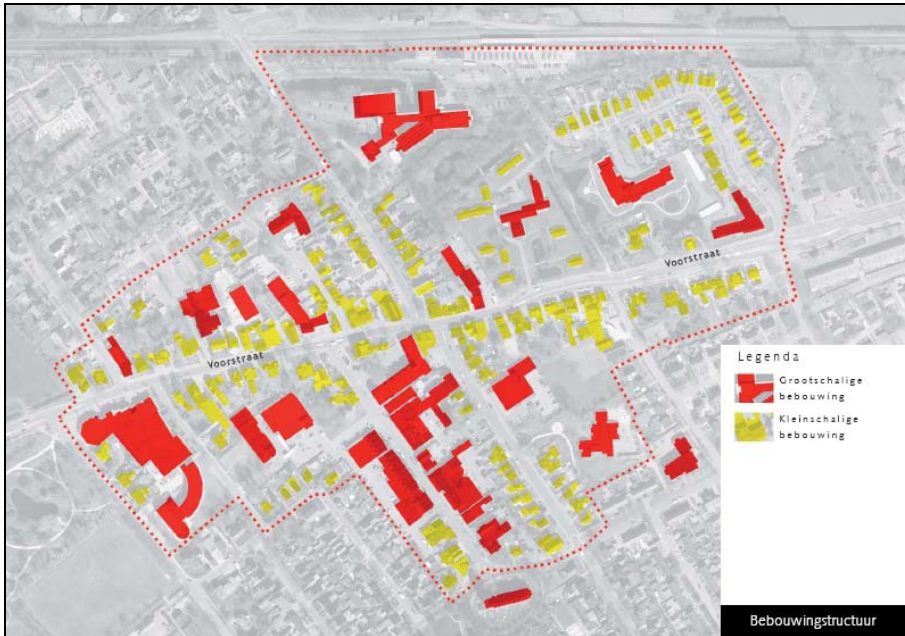 Voorstraat
Voorstraat
Legenda
Grootschalige
bebouwing
Kleinschalige
bebouwing
Bebouwingstructuur